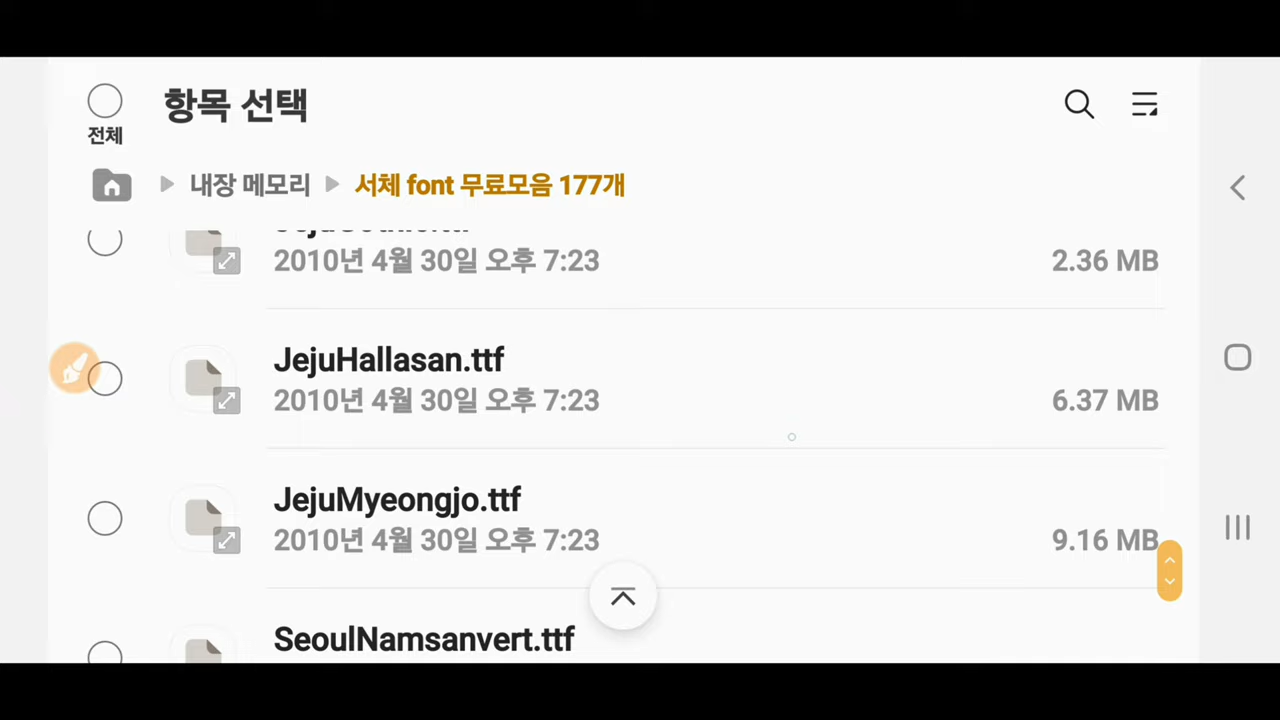 항목 선택
전체
내장 메모리 서체 font 무료모음 177개
2010년 4월 30일 오후 7:23 2.36 MB
JejuHallasan.ttf
2010년 4월 30일 오후 7:23 6.37 MB
JejuMyeongjo.ttf
2010년 4월 30일 오후 7:23 9.16 MB
SeoulNamsanvert.ttf